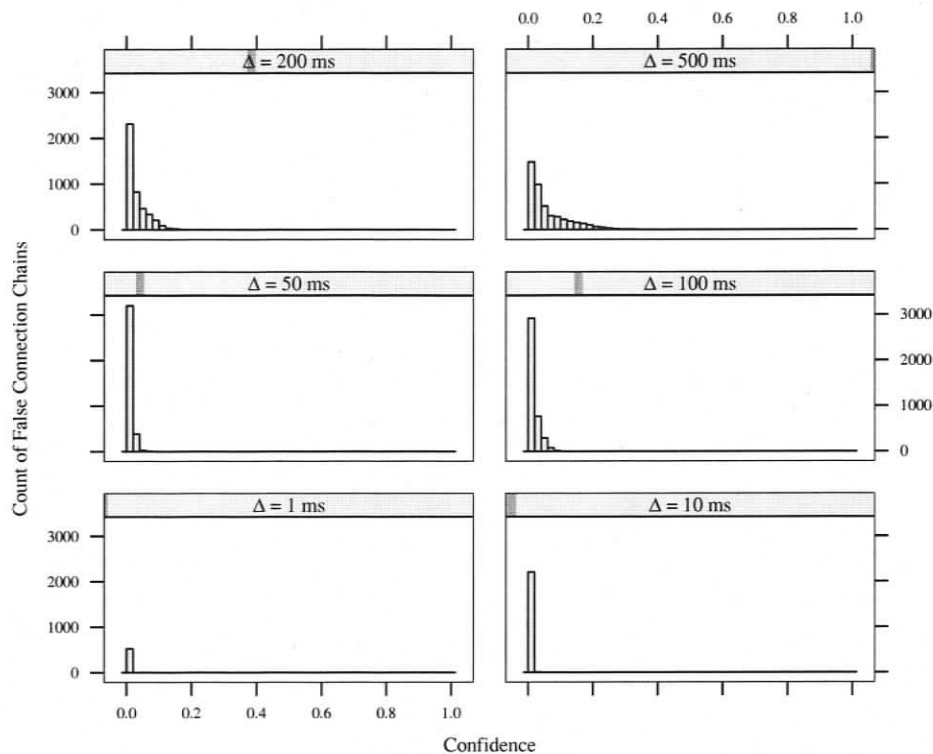 0.0 0.2 0.4 0.6 0.8 1.0
Δ = 200 ms
Δ = 500 ms
3000
2000
1000
0
Δ = 50 ms
Δ = 100 ms
3000
2000
1000
0
Δ = 1 ms
Δ = 10 ms
3000
2000
1000
0
0.0 0.2 0.4 0.6 0.8 1.0
Count of False Connection Chains
Confidence